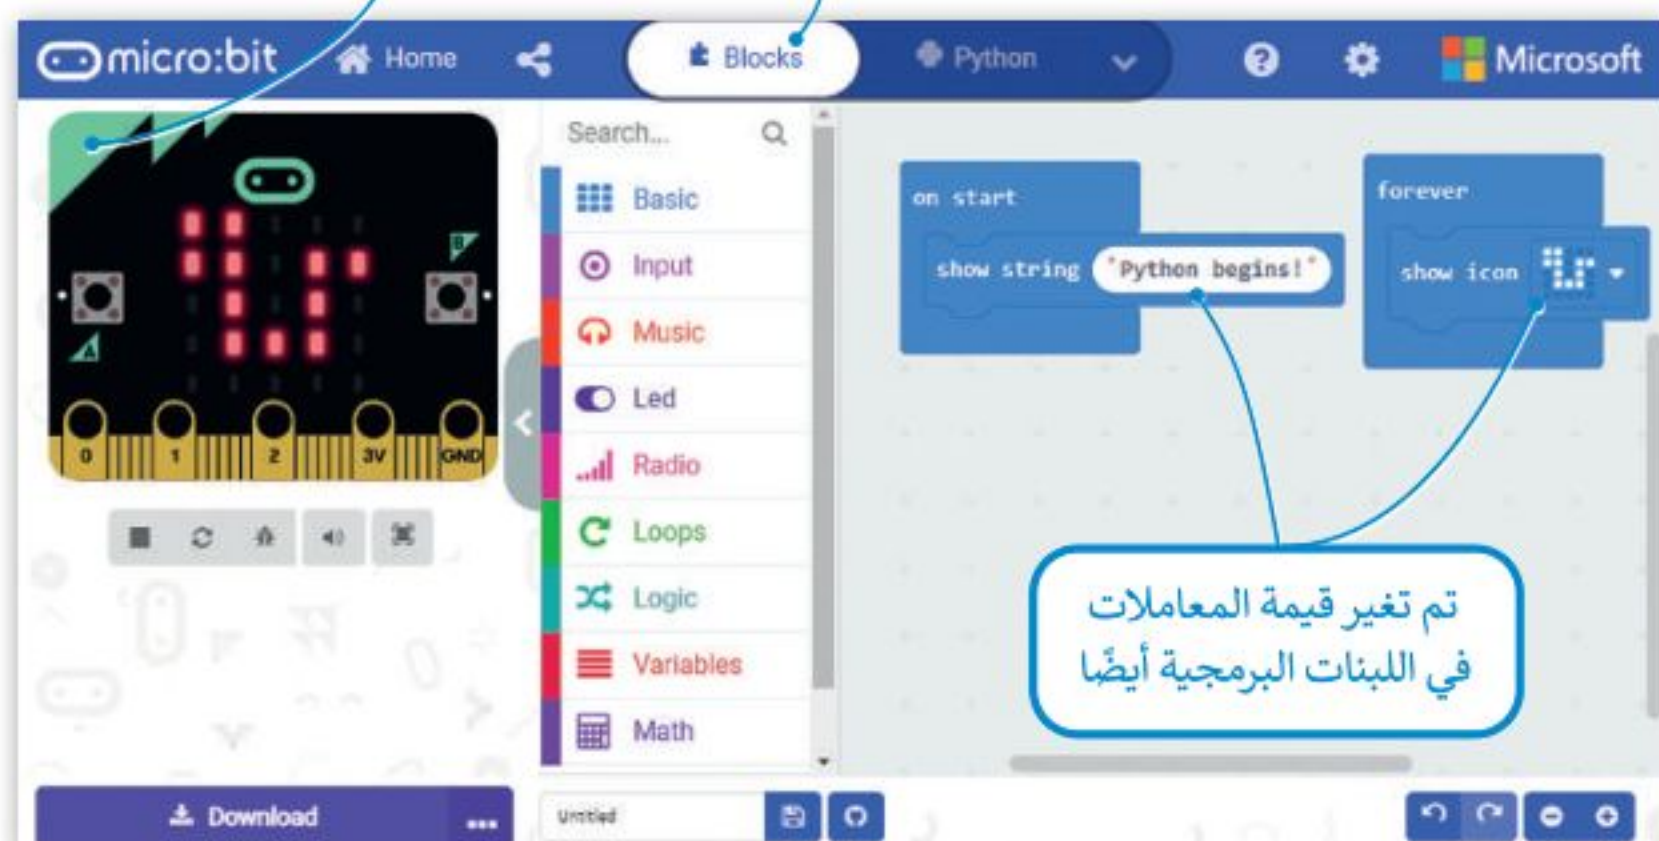 micro:bit Home Blocks Python Microsoft
Search...
Basic
Input
Music
Led
Radio
Loops
Logic
Variables
Math
on start
show string "Python begins!"
forever
show icon
B
A
0 1 2 3V GND
تم تغير قيمة المعاملات
في اللبنات البرمجية أيضًا
Download ...
Untitled